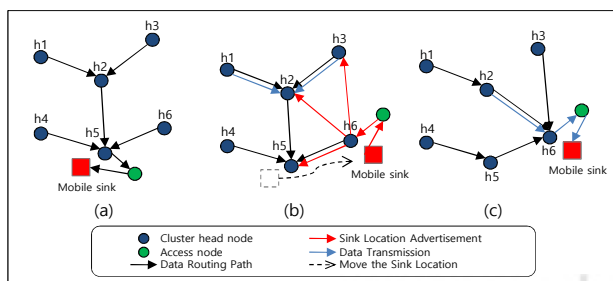 h1
h2
h3
h4
h5
h6
Mobile sink
(a)
h1
h2
h3
h4
h5
h6
Mobile sink
(b)
h1
h2
h3
h4
h5
h6
Mobile sink
(c)
Cluster head node
Access node
Data Routing Path
Sink Location Advertisement
Data Transmission
Move the Sink Location